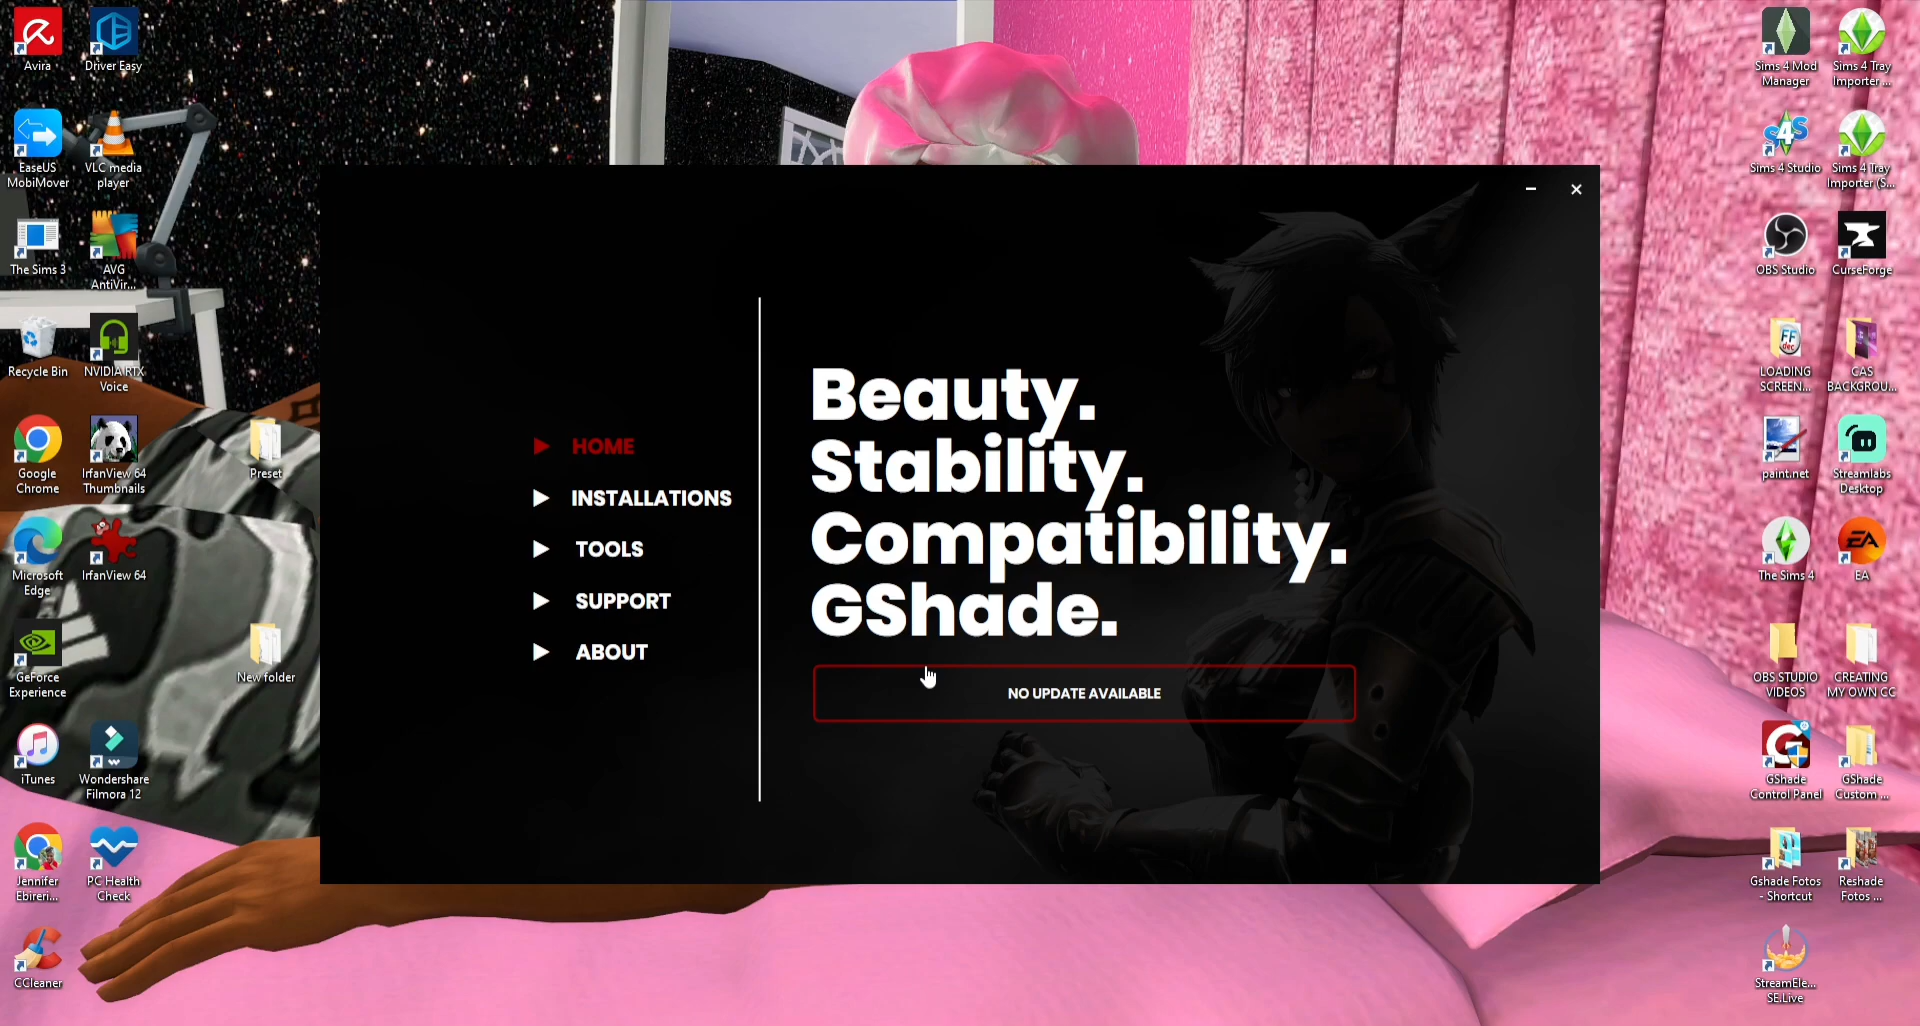 Avira
Driver Easy
EaseUS
MobiMover
VLC media
player
The Sims 3
AVG
AntiVir...
Recycle Bin
NVIDIA RTX
Voice
Google
Chrome
IrfanView 64
Thumbnails
Preset
Microsoft
Edge
IrfanView 64
GeForce
Experience
New folder
iTunes
Wondershare
Filmora 12
Jennifer
Ebireri...
PC Health
Check
CCleaner
HOME
INSTALLATIONS
TOOLS
SUPPORT
ABOUT
Beauty.
Stability.
Compatibility.
GShade.
NO UPDATE AVAILABLE
Sims 4 Mod
Manager
Sims 4 Tray
Importer ...
S4S
Sims 4 Studio
Sims 4 Tray
Importer (S...
OBS Studio
CurseForge
FF
dec
LOADING
SCREEN...
CAS
BACKGROU...
paint.net
Streamlabs
Desktop
The Sims 4
EA
EA
OBS STUDIO
VIDEOS
CREATING
MY OWN CC
GShade
Control Panel
GShade
Custom ...
Gshade Fotos
- Shortcut
Reshade
Fotos ...
StreamEle...
SE.Live